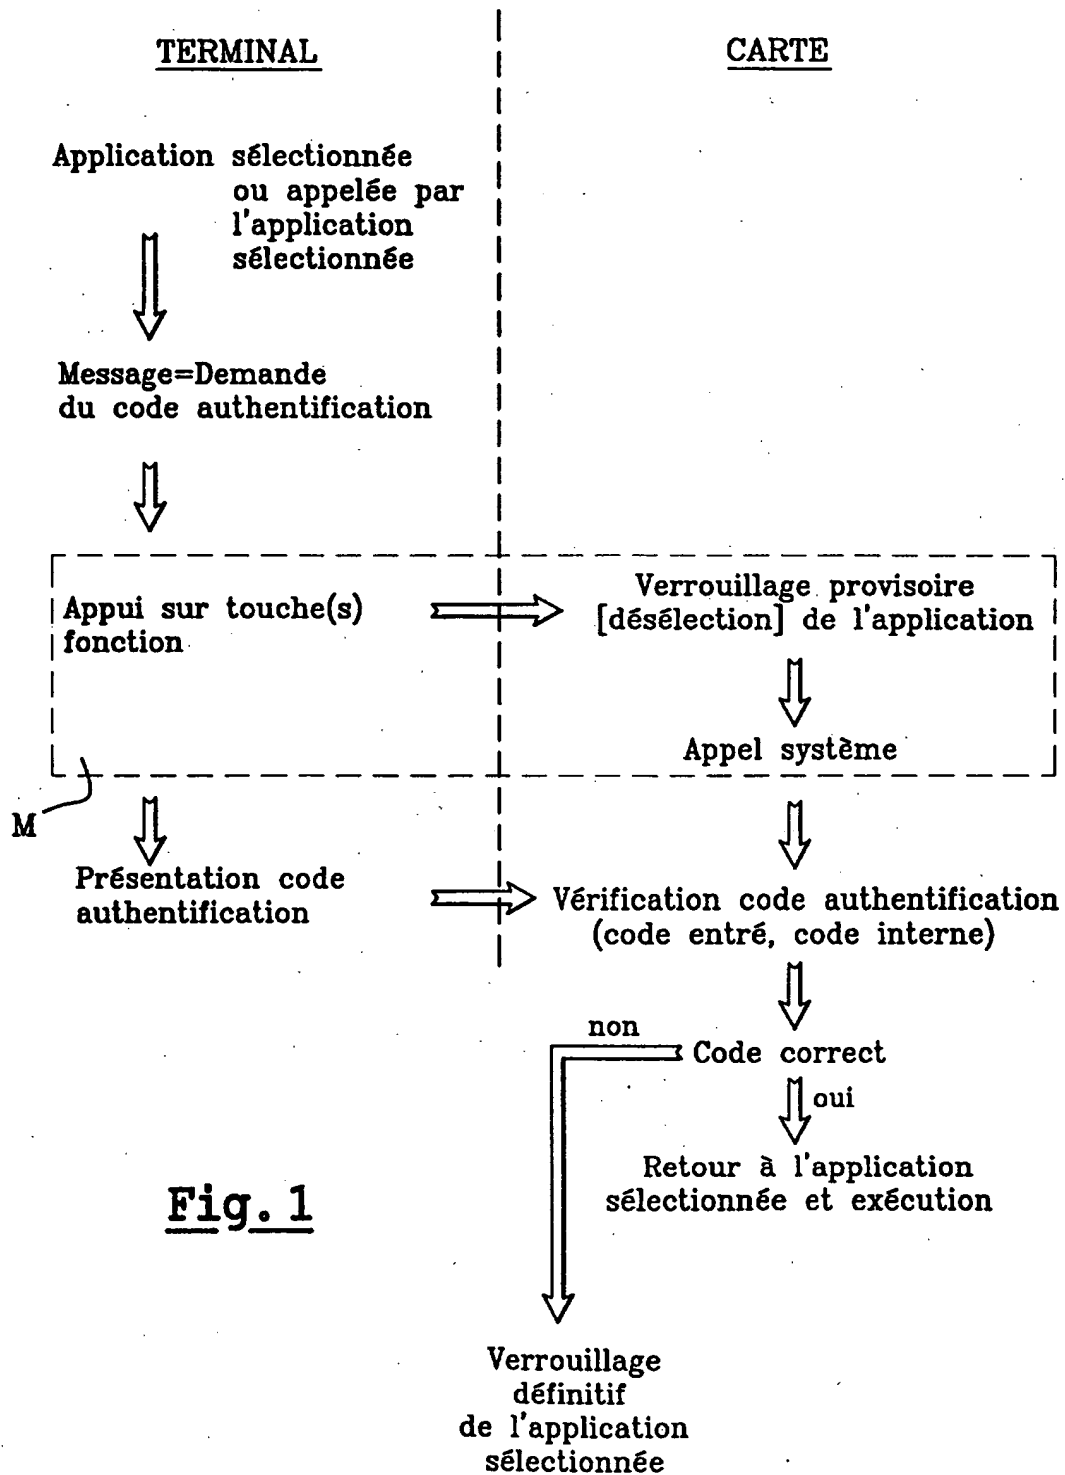 TERMINAL
CARTE
Application sélectionnée
ou appelée par
l'application
sélectionnée
Message=Demande
du code authentification
Appui sur touche(s)
fonction
Verrouillage provisoire
[désélection] de l'application
Appel système
M
Présentation code
authentification
Vérification code authentification
(code entré, code interne)
non
Code correct
oui
Retour à l'application
sélectionnée et exécution
Fig. 1
Verrouillage
définitif
de l'application
sélectionnée